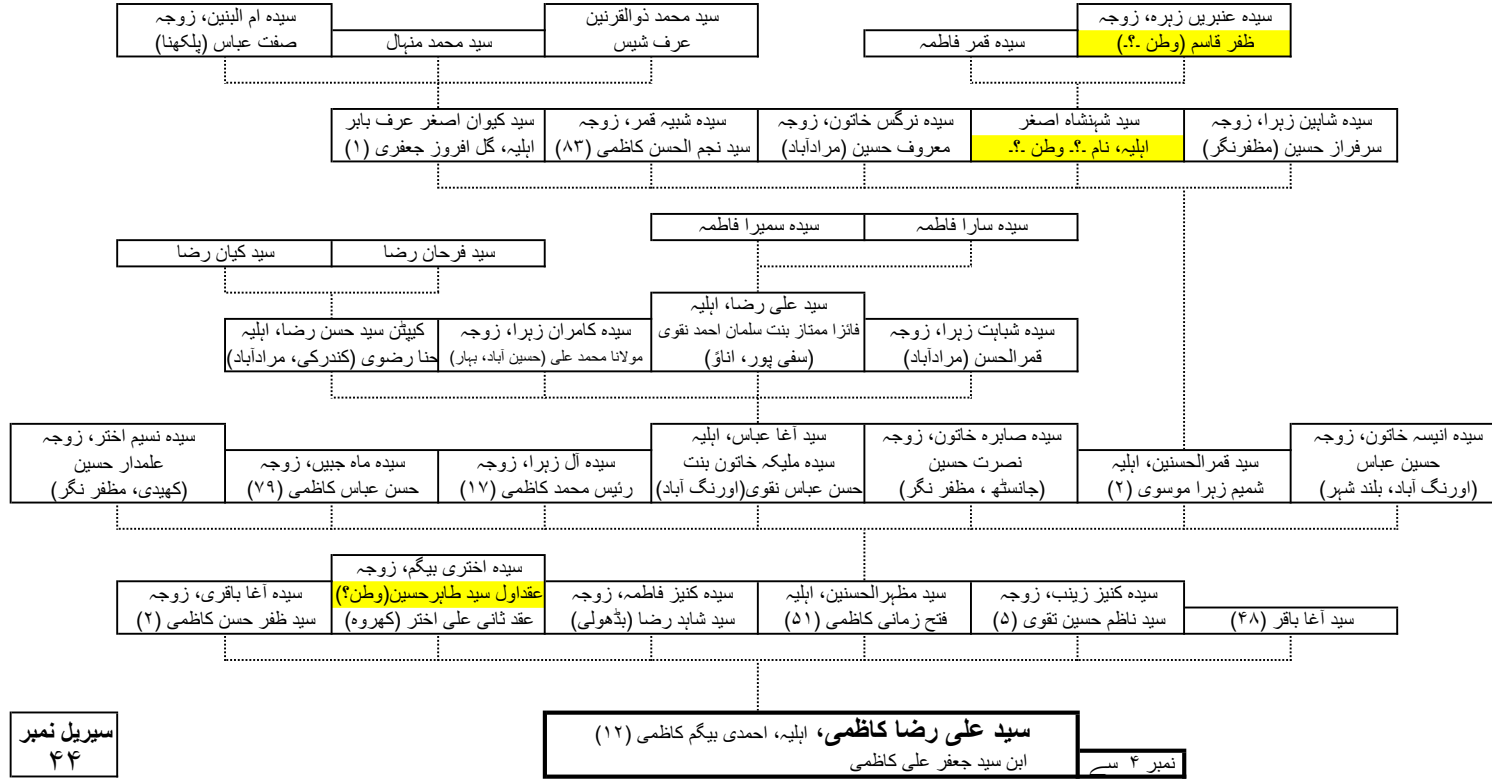 سیدہ عنبریں زہرہ، زوجہ
ظفر قاسم (وطن ـ؟ـ)
سیدہ قمر فاطمہ
سید محمد ذوالقرنین
عرف شیس
سید محمد منہال
سیدہ ام البنین، زوجہ
صفت عباس (پلکھنا)
سیدہ شاہین زہرا، زوجہ
سرفراز حسین (مظفرنگر)
سید شہنشاہ اصغر
اہلیہ، نام ـ؟ـ وطن ـ؟ـ
سیدہ نرگس خاتون، زوجہ
معروف حسین (مرادآباد)
سیدہ شبیہ قمر، زوجہ
سید نجم الحسن کاظمی (۸۳)
سید کیوان اصغر عرف بابر
اہلیہ، گل افروز جعفری (۱)
سیدہ سارا فاطمہ
سیدہ سمیرا فاطمہ
سید فرحان رضا
سید کیان رضا
سیدہ شباہت زہرا، زوجہ
قمرالحسن (مرادآباد)
سید علی رضا، اہلیہ
فائزا ممتاز بنت سلمان احمد نقوی
(سفی پور، اناؤ)
سیدہ کامران زہرا، زوجہ
مولانا محمد علی (حسین آباد، بہار)
کیپٹن سید حسن رضا، اہلیہ
حنا رضوی (کندرکی، مرادآباد)
سیدہ انیسہ خاتون، زوجہ
حسین عباس
(اورنگ آباد، بلند شہر)
سید قمرالحسنین، اہلیہ
شمیم زہرا موسوی (۲)
سیدہ صابرہ خاتون، زوجہ
نصرت حسین
(جانسٹھ ، مظفر نگر)
سید آغا عباس، اہلیہ
سیدہ ملیکہ خاتون بنت
حسن عباس نقوی(اورنگ آباد)
سیدہ آل زہرا، زوجہ
رئیس محمد کاظمی (۱۷)
سیدہ ماہ جبیں، زوجہ
حسن عباس کاظمی (۷۹)
سیدہ نسیم اختر، زوجہ
علمدار حسین
(کھیدی، مظفر نگر)
سید آغا باقر (۴۸)
سیدہ کنیز زینب، زوجہ
سید ناظم حسین تقوی (۵)
سید مظہرالحسنین، اہلیہ
فتح زمانی کاظمی (۵۱)
سیدہ کنیز فاطمہ، زوجہ
سید شاہد رضا (بڈھولی)
سیدہ اختری بیگم، زوجہ
عقداول سید طاہرحسین(وطن؟)
عقد ثانی علی اختر (کھروہ)
سیدہ آغا باقری، زوجہ
سید ظفر حسن کاظمی (۲)
سید علی رضا کاظمی، اہلیہ، احمدی بیگم کاظمی (۱۲)
ابن سید جعفر علی کاظمی
نمبر ۴ سے
سیریل نمبر
۴۴